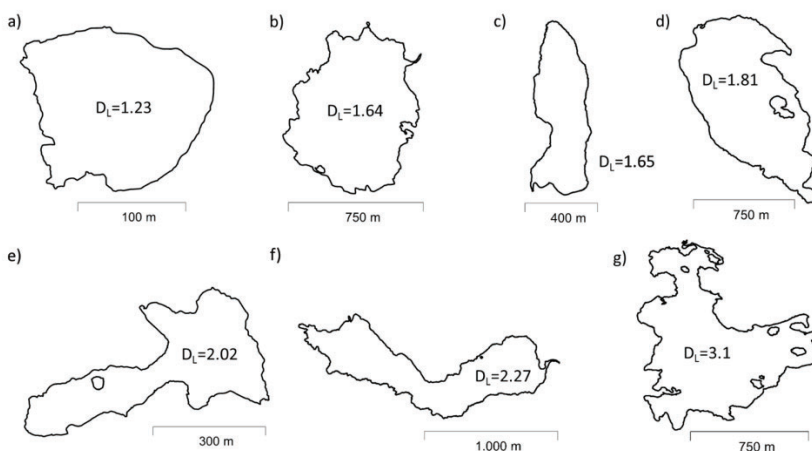 a)
b)
c)
d)
D_L=1.23
D_L=1.64
D_L=1.65
D_L=1.81
100 m
750 m
400 m
750 m
e)
f)
g)
D_L=2.02
D_L=2.27
D_L=3.1
300 m
1.000 m
750 m